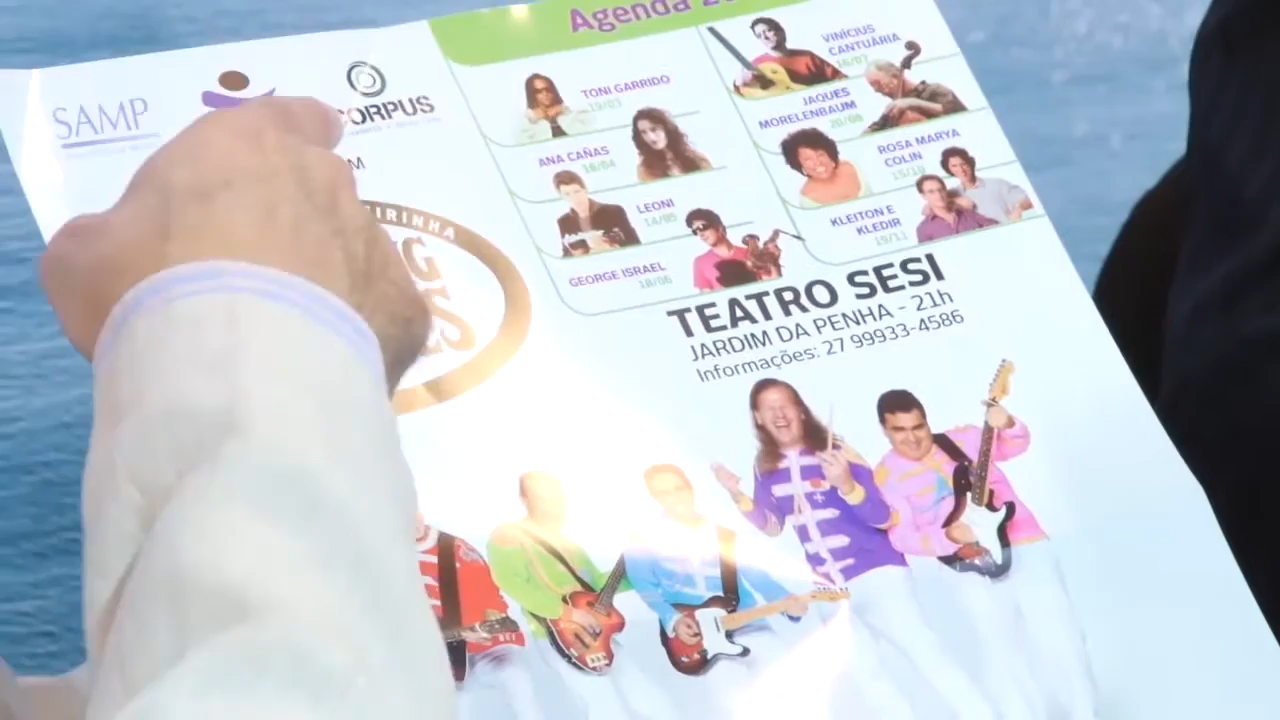 SAMP
CORPUS
Agenda
TONI GARRIDO
19/03
ANA CAÑAS
16/04
LEONI
14/05
GEORGE ISRAEL
18/06
VINÍCIUS
CANTUÁRIA
16/07
JAQUES
MORELENBAUM
20/08
ROSA MARYA
COLIN
15/10
KLEITON E
KLEDIR
19/11
TEATRO SESI
JARDIM DA PENHA - 21h
Informações: 27 99933-4586